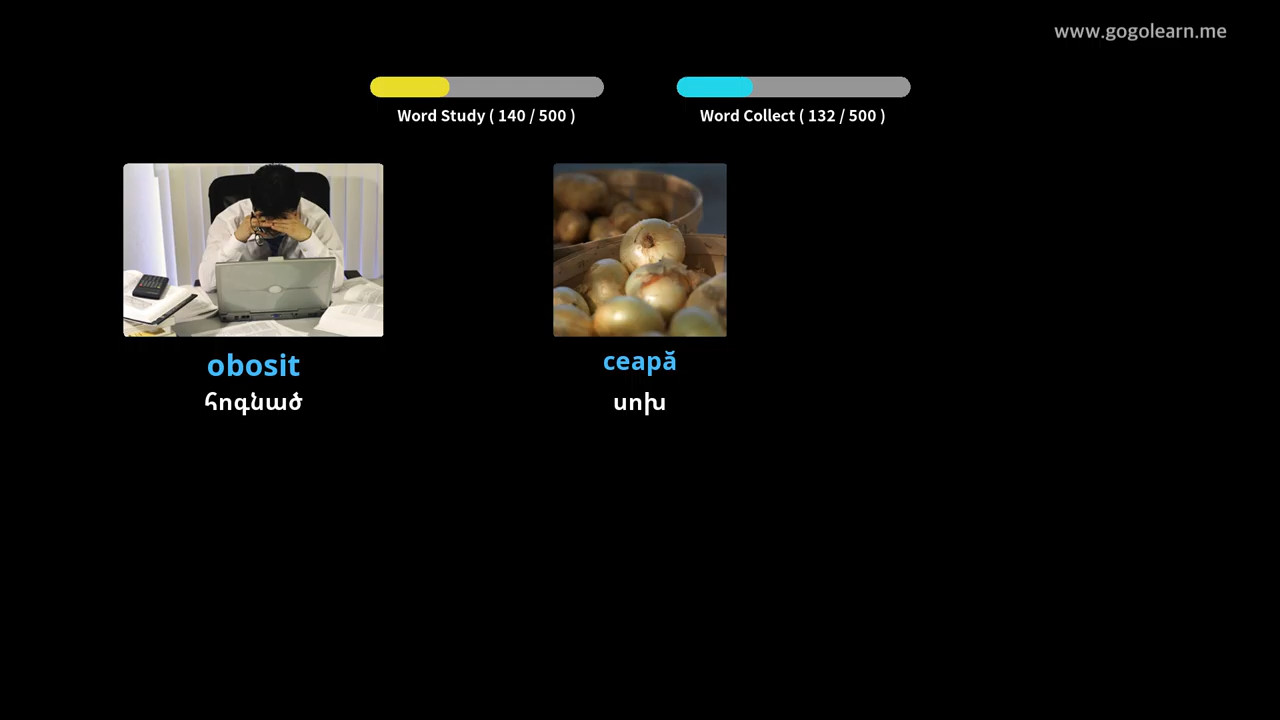 www.gogolearn.me
Word Study ( 140 / 500 )
Word Collect ( 132 / 500 )
obosit
հոգնած
ceapă
սոխ